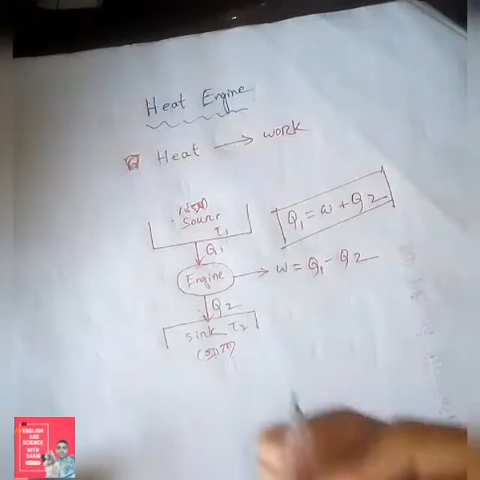 Heat Engine
Heat → work
Source
T1
Q1 = w + Q2
Q1
Engine
w = Q1 - Q2
Q2
sink T2
ENGLISH
AND
SCIENCE
WITH